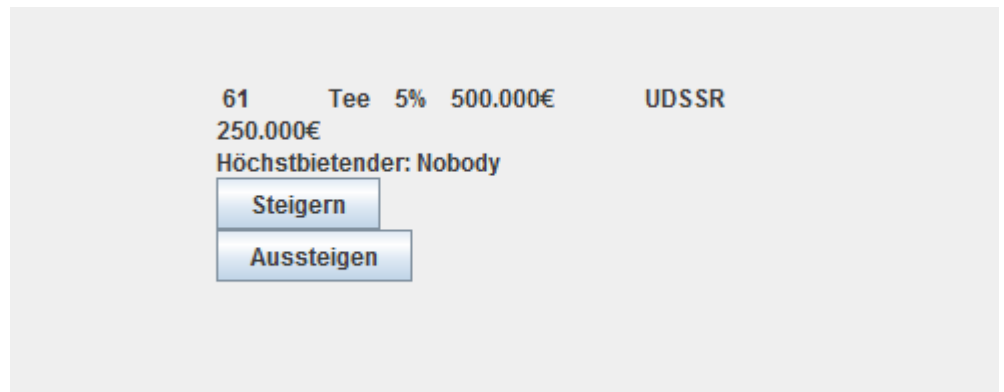 61 Tee 5% 500.000€ UDSSR
250.000€
Höchstbietender: Nobody
Steigern
Aussteigen